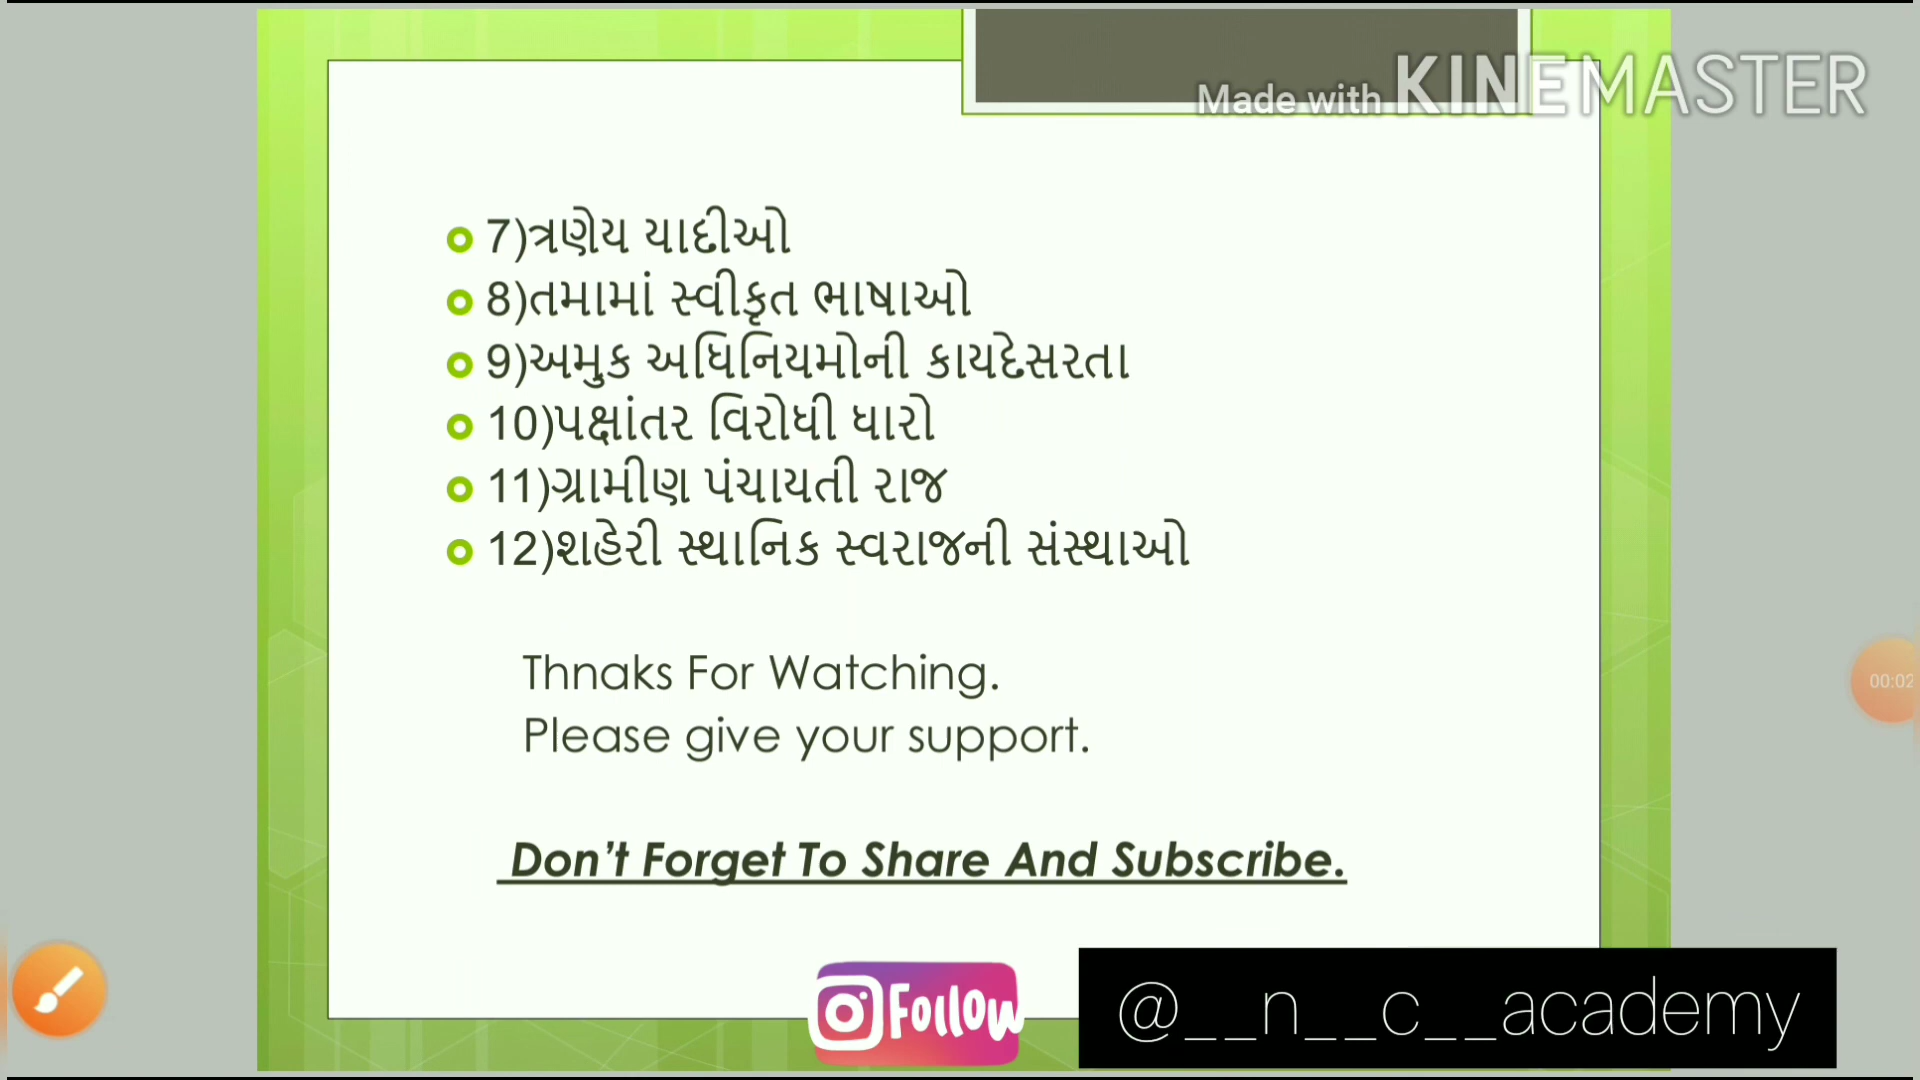 Made with KINEMASTER
7)ત્રણેય યાદીઓ
8)તમામાં સ્વીકૃત ભાષાઓ
9)અમુક અધિનિયમોની કાયદેસરતા
10)પક્ષાંતર વિરોધી ધારો
11)ગ્રામીણ પંચાયતી રાજ
12)શહેરી સ્થાનિક સ્વરાજની સંસ્થાઓ
Thnaks For Watching.
Please give your support.
Don’t Forget To Share And Subscribe.
00:02
Follow
@__n__c__academy